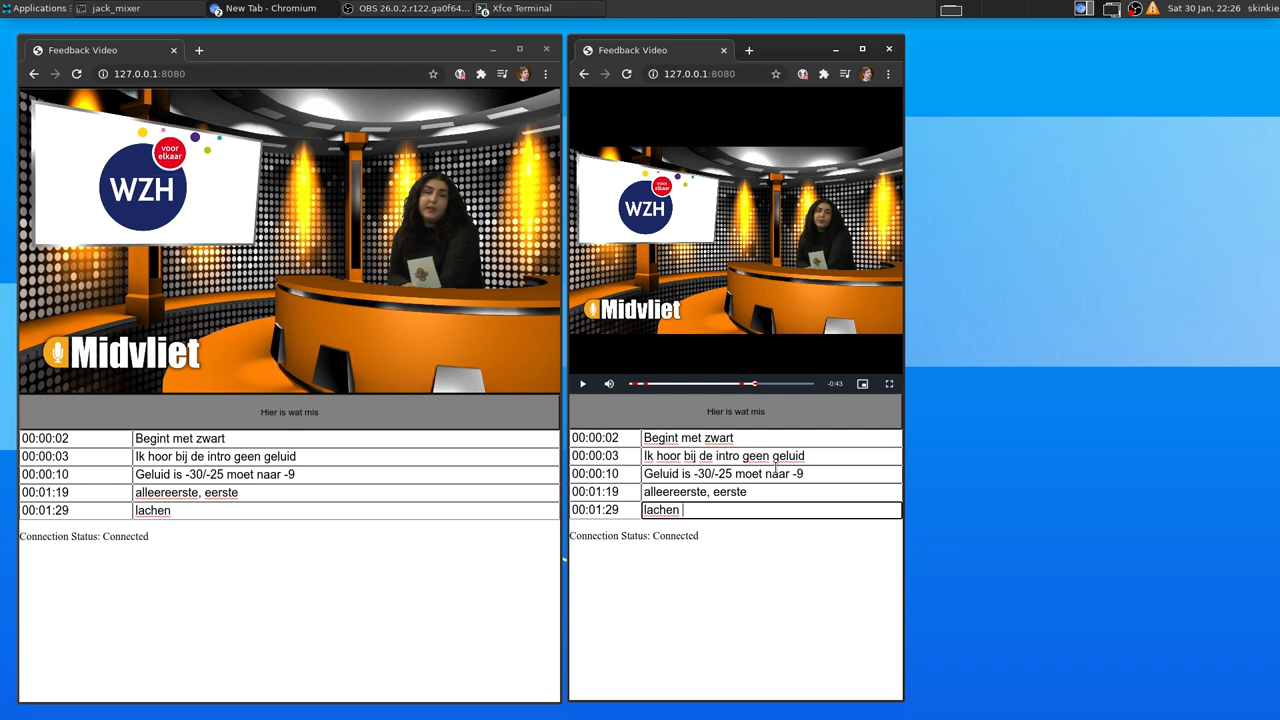 Applications
jack_mixer
New Tab - Chromium
OBS 26.0.2.r122.ga0f64...
Xfce Terminal
Sat 30 Jan, 22:26
skinkie
Feedback Video
127.0.0.1:8080
voor
elkaar
WZH
Midvliet
Hier is wat mis
00:00:02 Begint met zwart
00:00:03 Ik hoor bij de intro geen geluid
00:00:10 Geluid is -30/-25 moet naar -9
00:01:19 alleereerste, eerste
00:01:29 lachen
Connection Status: Connected
Feedback Video
127.0.0.1:8080
voor
elkaar
WZH
Midvliet
-0:43
Hier is wat mis
00:00:02 Begint met zwart
00:00:03 Ik hoor bij de intro geen geluid
00:00:10 Geluid is -30/-25 moet naar -9
00:01:19 alleereerste, eerste
00:01:29 lachen
Connection Status: Connected